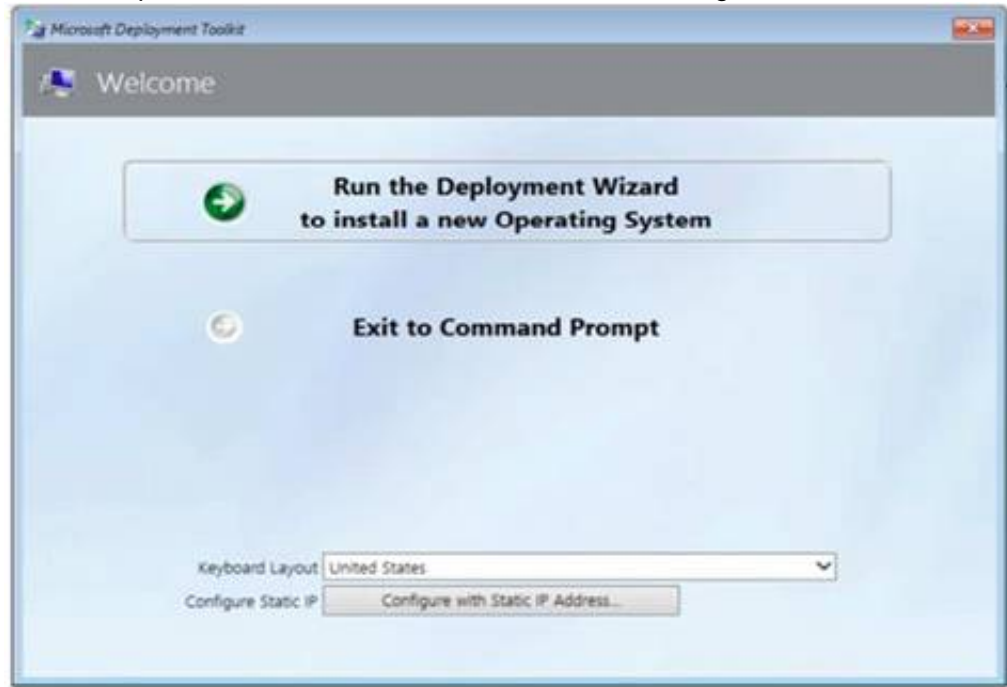 Microsoft Deployment Toolkit
Welcome
Run the Deployment Wizard
to install a new Operating System
Exit to Command Prompt
Keyboard Layout United States
Configure Static IP Configure with Static IP Address...